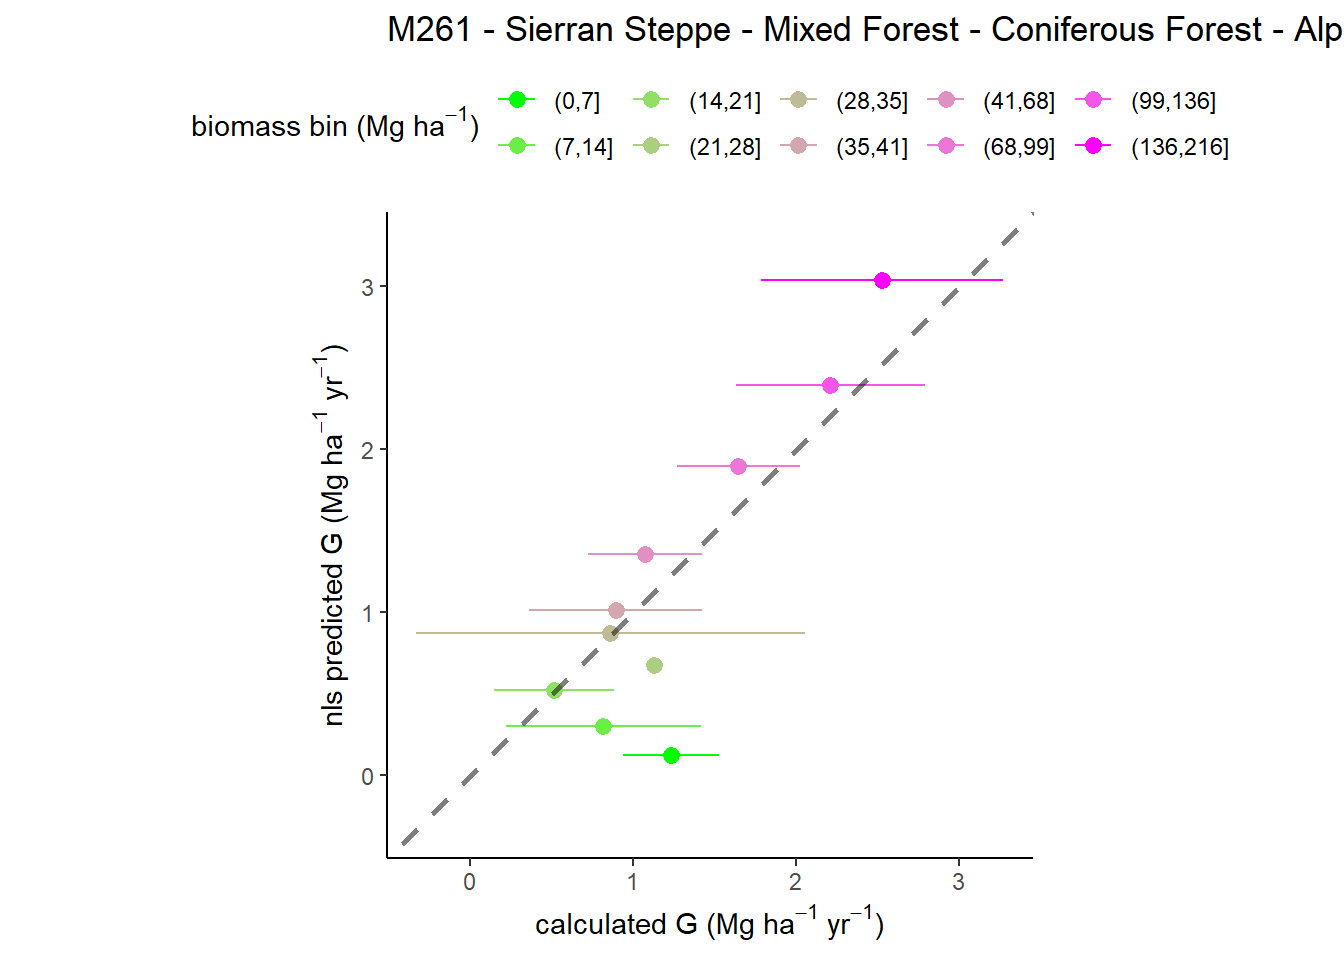 M261 - Sierran Steppe - Mixed Forest - Coniferous Forest - Alp
biomass bin (Mg ha⁻¹)
(0,7] (14,21] (28,35] (41,68] (99,136]
(7,14] (21,28] (35,41] (68,99] (136,216]
nls predicted G (Mg ha⁻¹ yr⁻¹)
3
2
1
0
0 1 2 3
calculated G (Mg ha⁻¹ yr⁻¹)